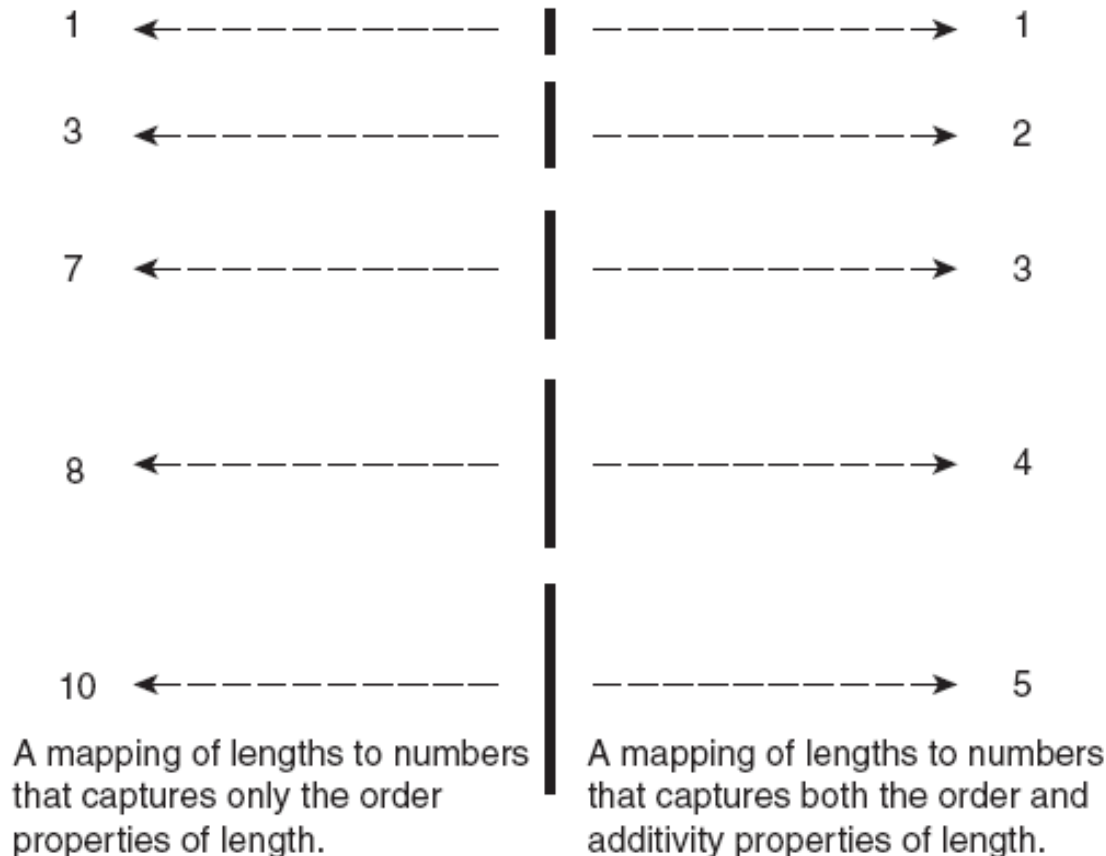 1 1
3 2
7 3
8 4
10 5
A mapping of lengths to numbers
that captures only the order
properties of length.
A mapping of lengths to numbers
that captures both the order and
additivity properties of length.